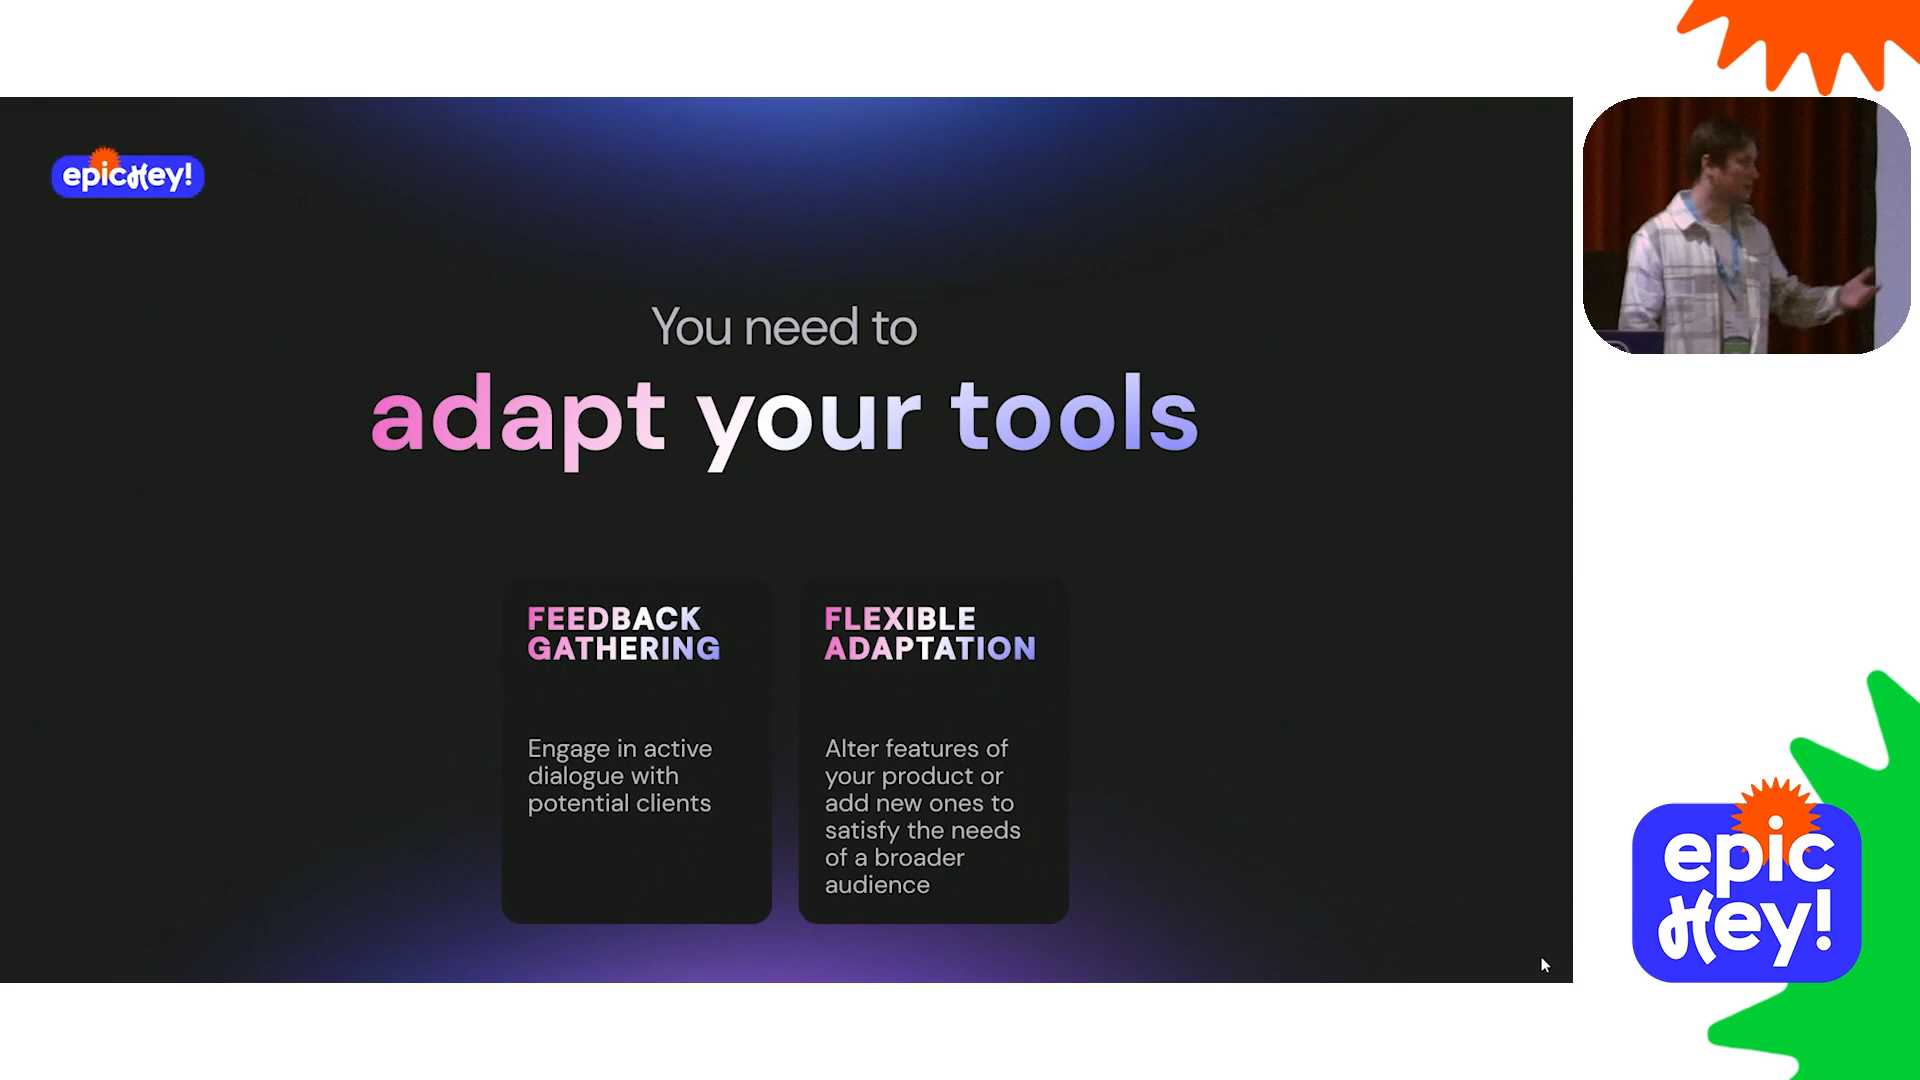 epicHey!
You need to
adapt your tools
FEEDBACK
GATHERING
Engage in active
dialogue with
potential clients
FLEXIBLE
ADAPTATION
Alter features of
your product or
add new ones to
satisfy the needs
of a broader
audience
epic
Hey!